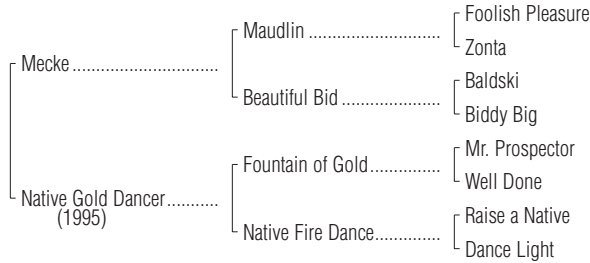 Foolish Pleasure
Maudlin ..........................
Zonta
Mecke .............................
Baldski
Beautiful Bid ....................
Biddy Big
Mr. Prospector
Fountain of Gold ..............
Well Done
Native Gold Dancer ..........
(1995)
Raise a Native
Native Fire Dance .............
Dance Light